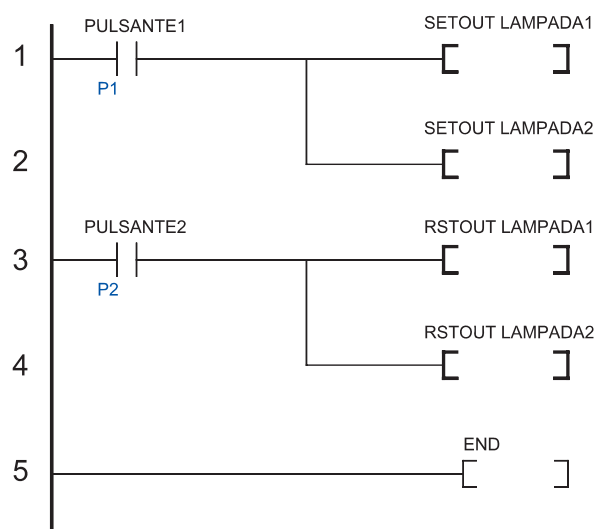 PULSANTE1
SETOUT LAMPADA1
1
P1
SETOUT LAMPADA2
2
PULSANTE2
RSTOUT LAMPADA1
3
P2
RSTOUT LAMPADA2
4
END
5